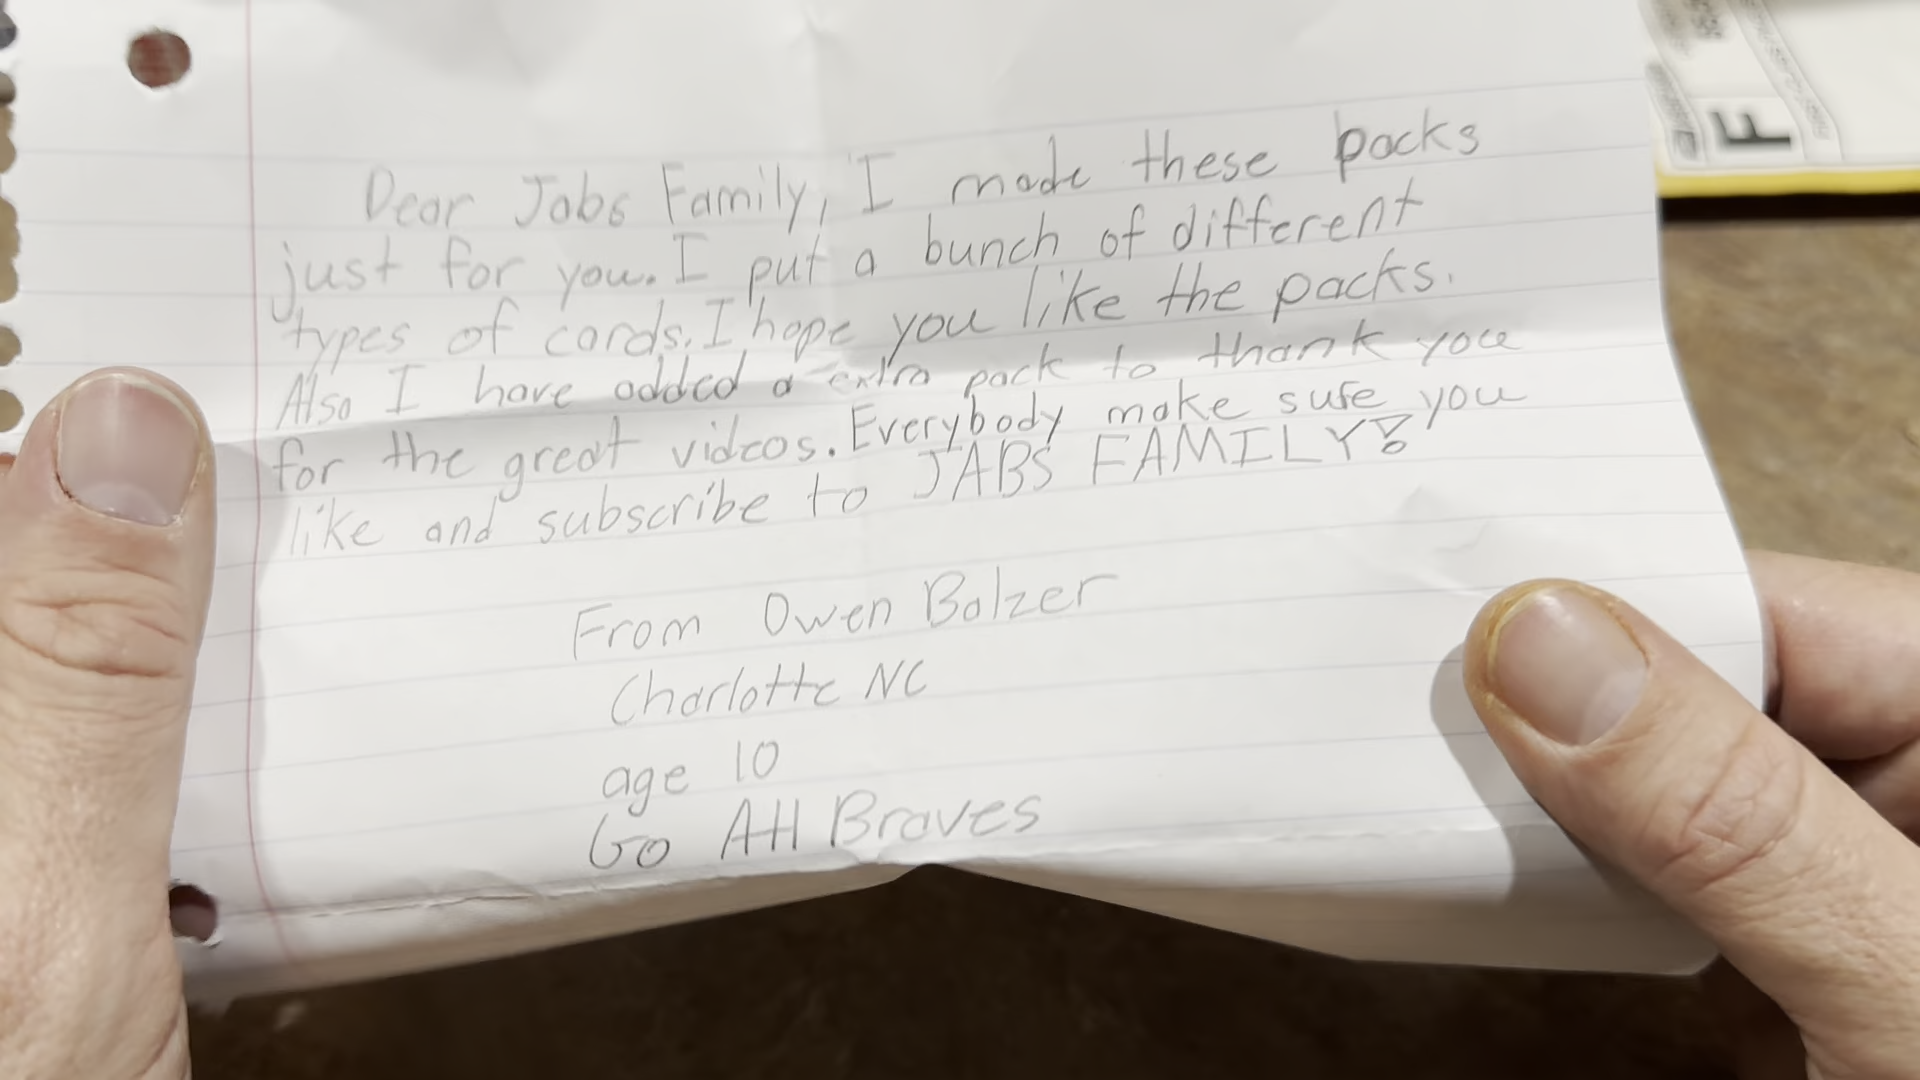 Dear Jabs Family, I made these packs
just for you. I put a bunch of different
types of cards. I hope you like the packs.
Also I have added a extra pack to thank you
for the great videos. Everybody make sure you
like and subscribe to JABS FAMILY!
From Owen Balzer
Charlotte NC
age 10
Go Atl Braves
F